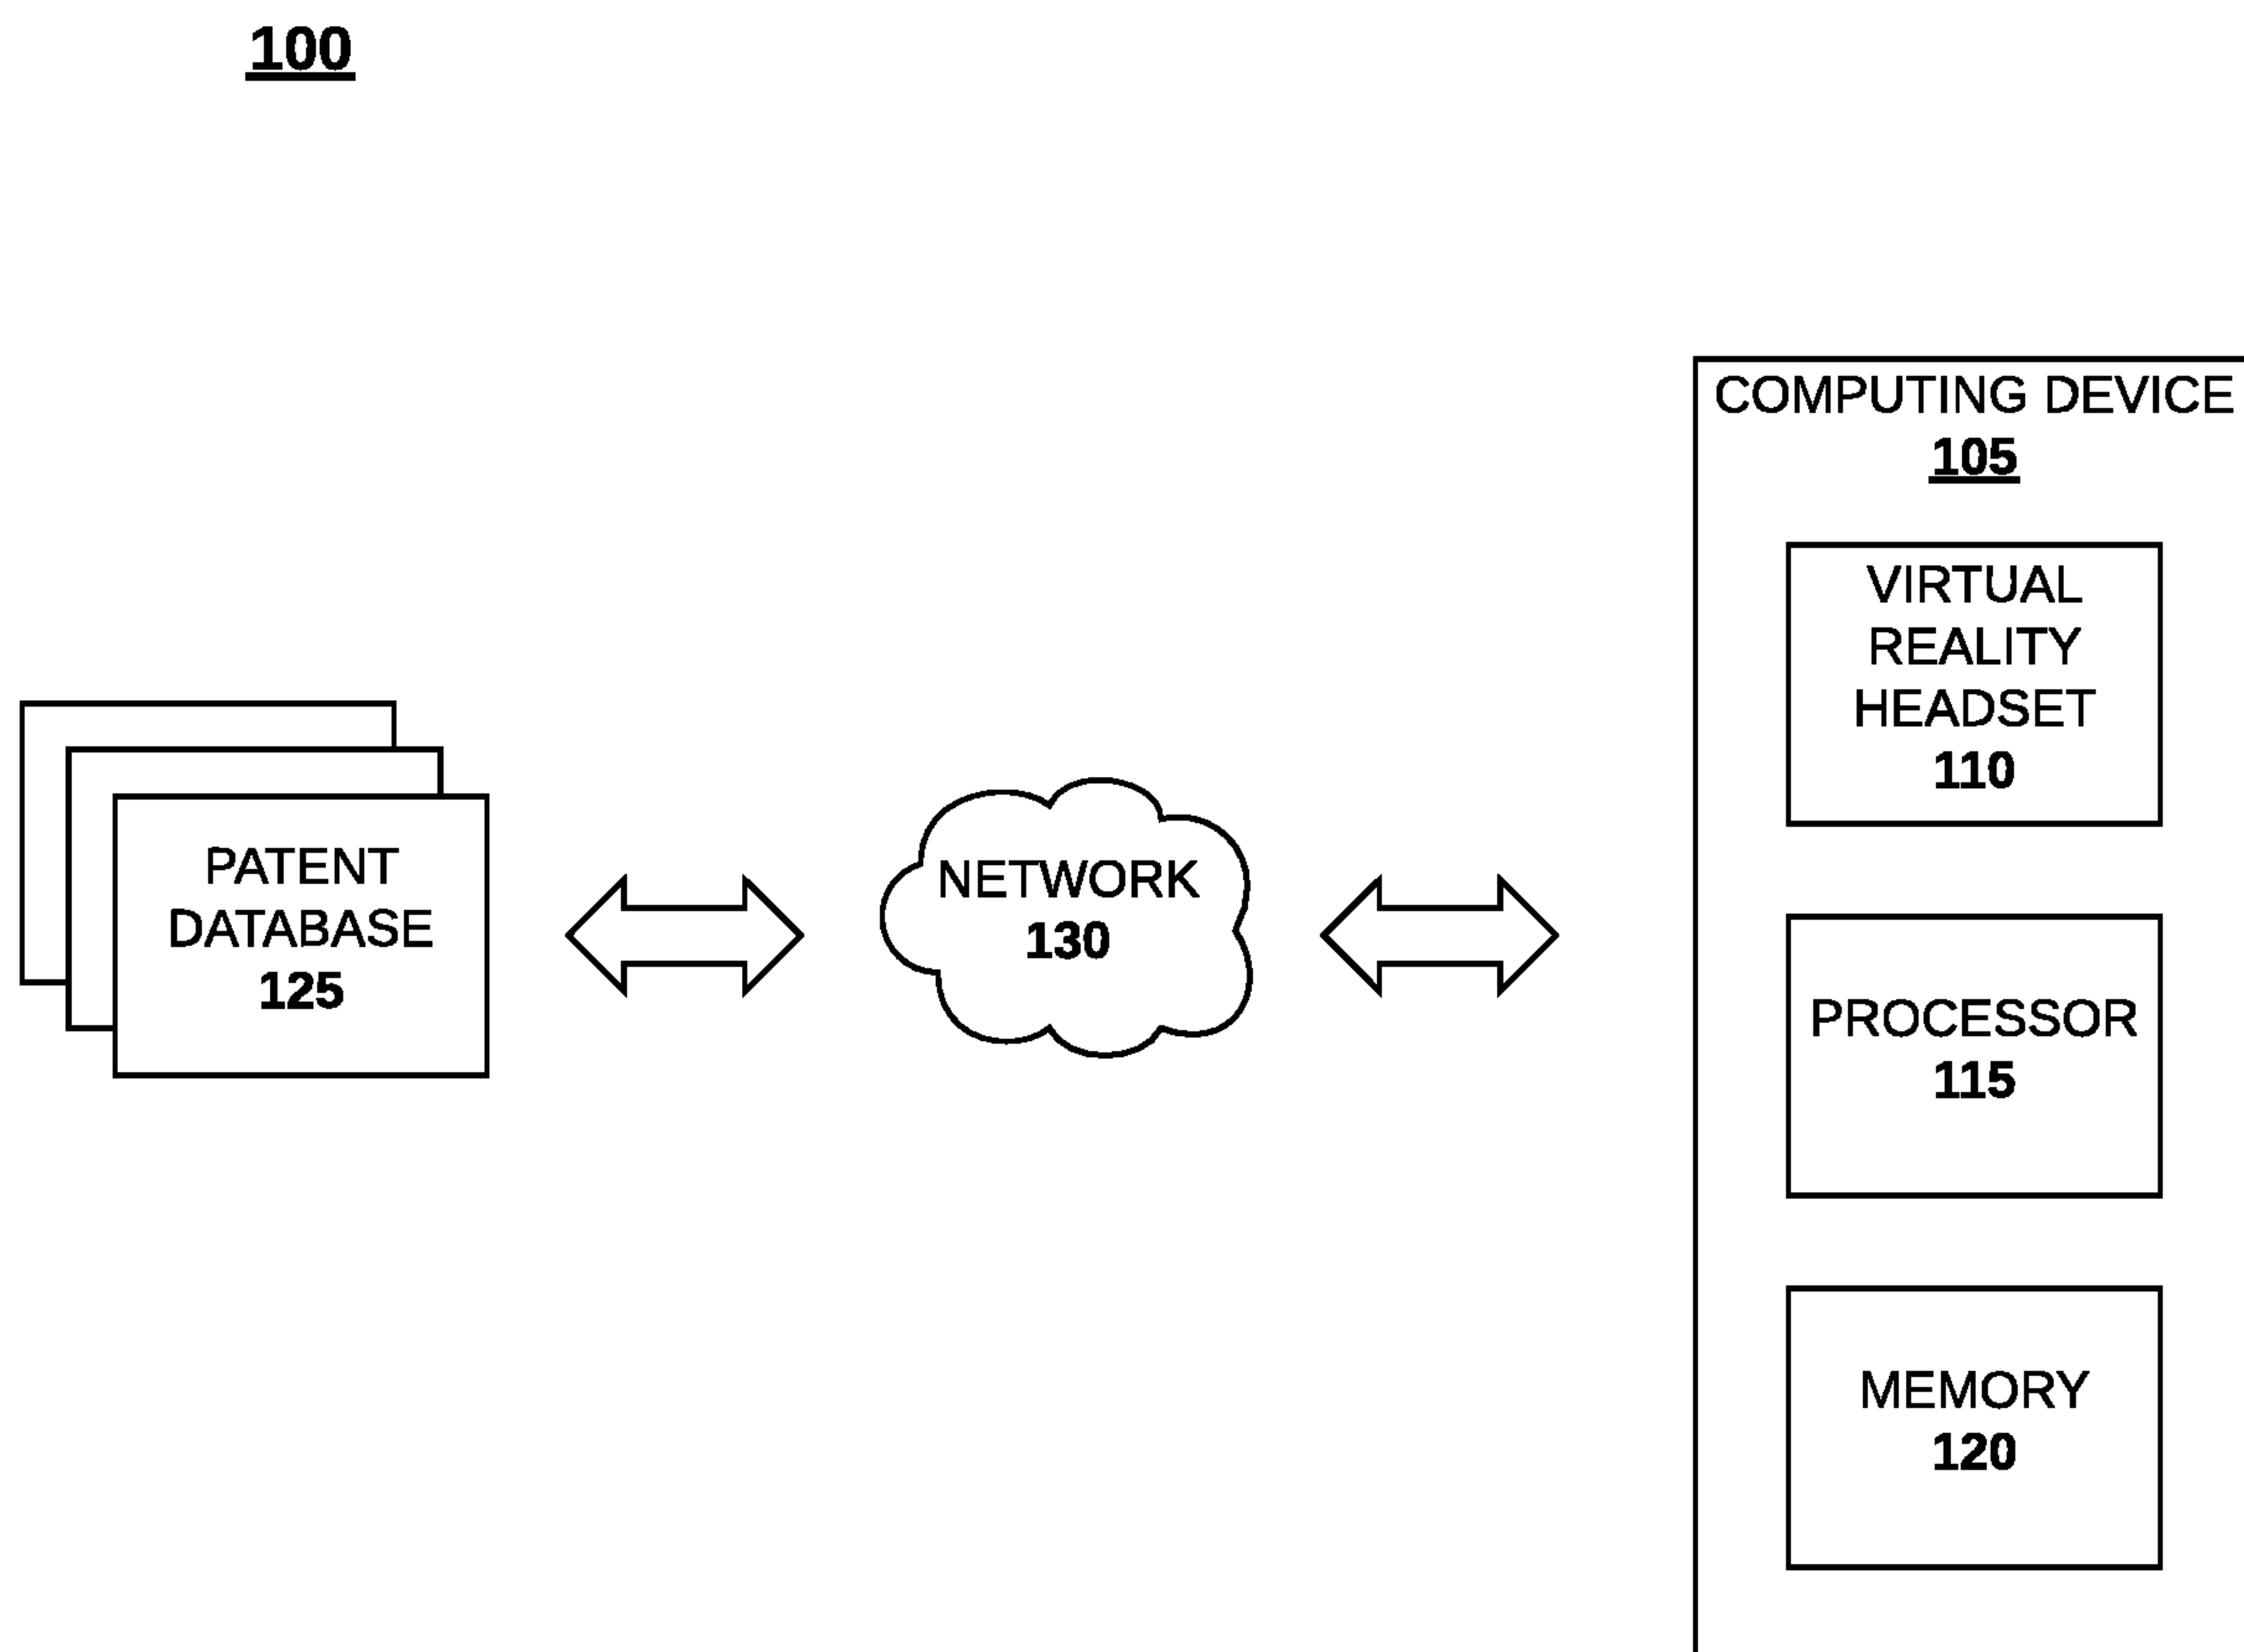 100
COMPUTING DEVICE
105
VIRTUAL
REALITY
HEADSET
110
PATENT
DATABASE
125
NETWORK
130
PROCESSOR
115
MEMORY
120